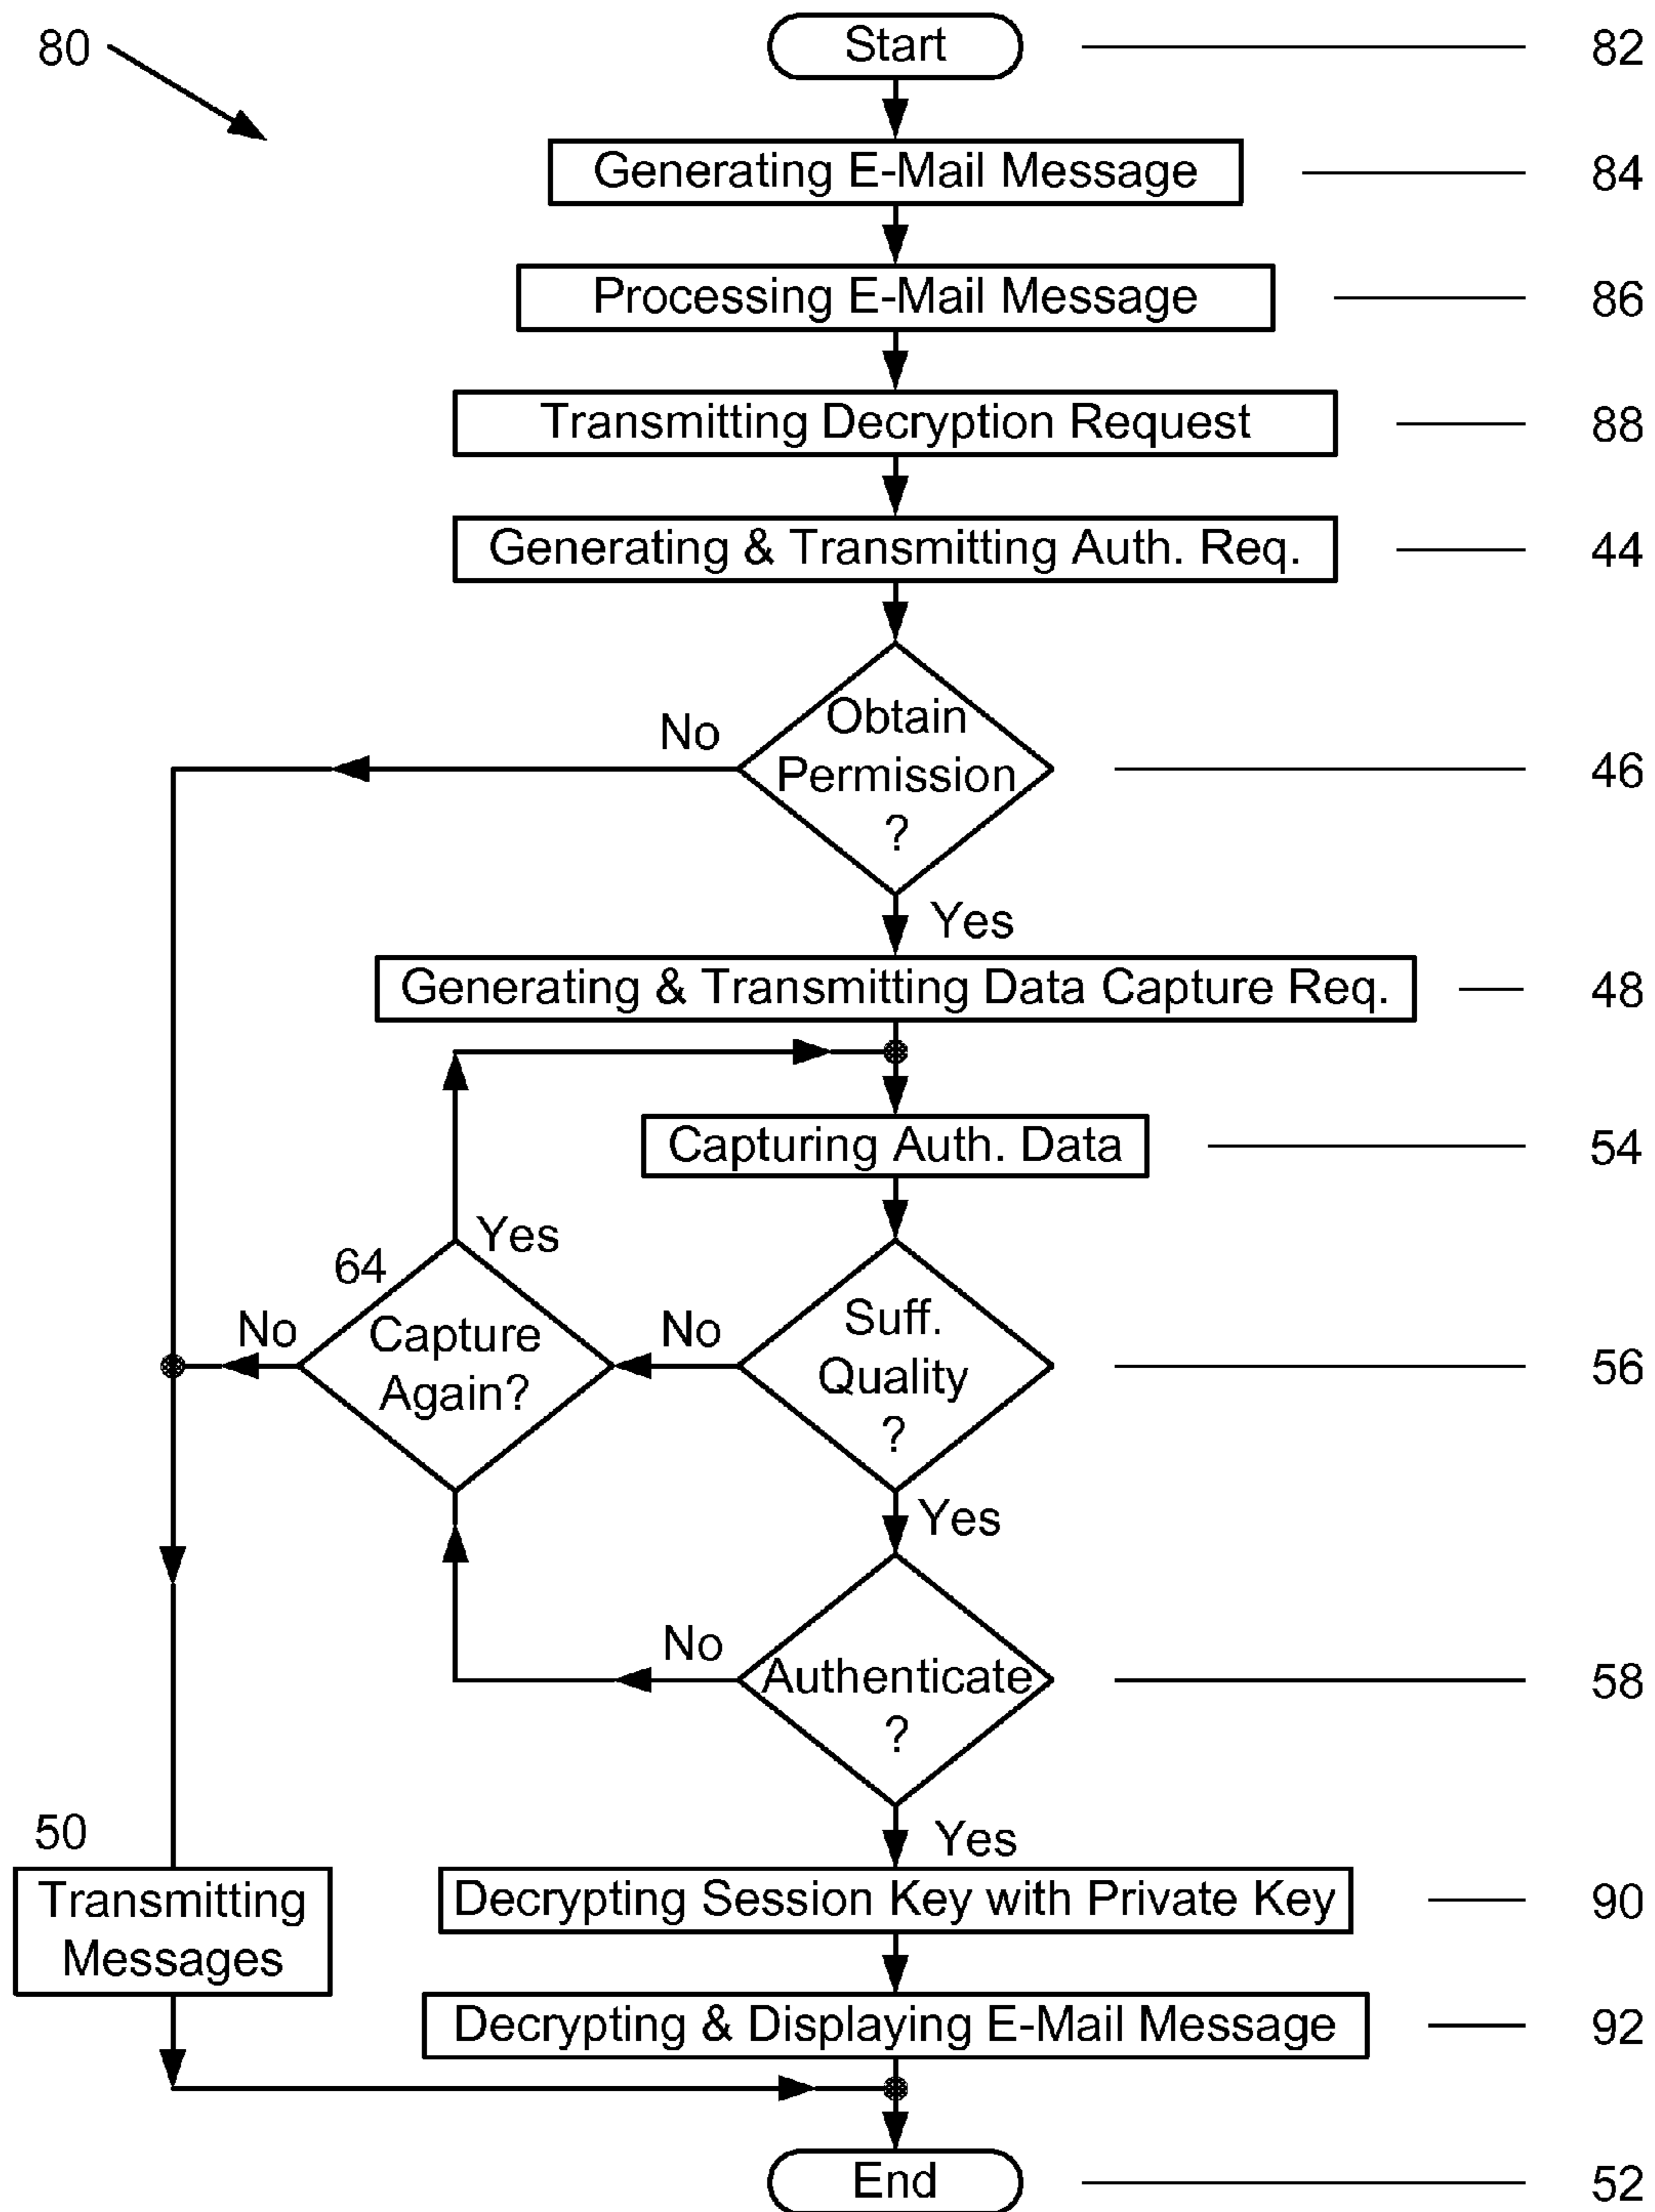 80
Start
82
Generating E-Mail Message
84
Processing E-Mail Message
86
Transmitting Decryption Request
88
Generating & Transmitting Auth. Req.
44
Obtain
Permission
?
No
46
Yes
Generating & Transmitting Data Capture Req.
48
Capturing Auth. Data
54
Yes
64
Capture
Again?
No
No
Suff.
Quality
?
56
Yes
No
Authenticate
?
58
Yes
50
Transmitting
Messages
Decrypting Session Key with Private Key
90
Decrypting & Displaying E-Mail Message
92
End
52